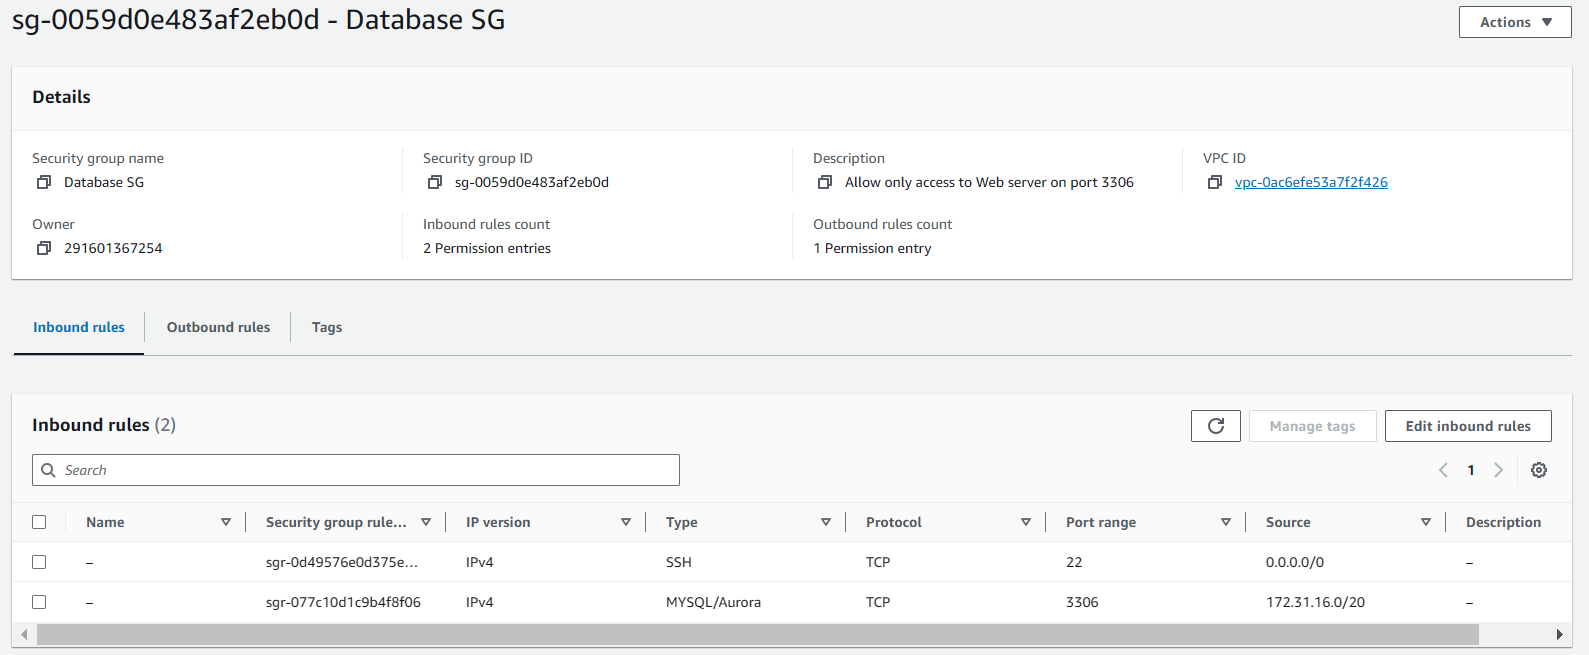 sg-0059d0e483af2eb0d - Database SG
Actions
Details
Security group name
Database SG
Security group ID
sg-0059d0e483af2eb0d
Description
Allow only access to Web server on port 3306
VPC ID
vpc-0ac6efe53a7f2f426
Owner
291601367254
Inbound rules count
2 Permission entries
Outbound rules count
1 Permission entry
Inbound rules Outbound rules Tags
Inbound rules (2)
Manage tags
Edit inbound rules
Search
1
Name Security group rule... IP version Type Protocol Port range Source Description
– sgr-0d49576e0d375e... IPv4 SSH TCP 22 0.0.0.0/0 –
– sgr-077c10d1c9b4f8f06 IPv4 MYSQL/Aurora TCP 3306 172.31.16.0/20 –